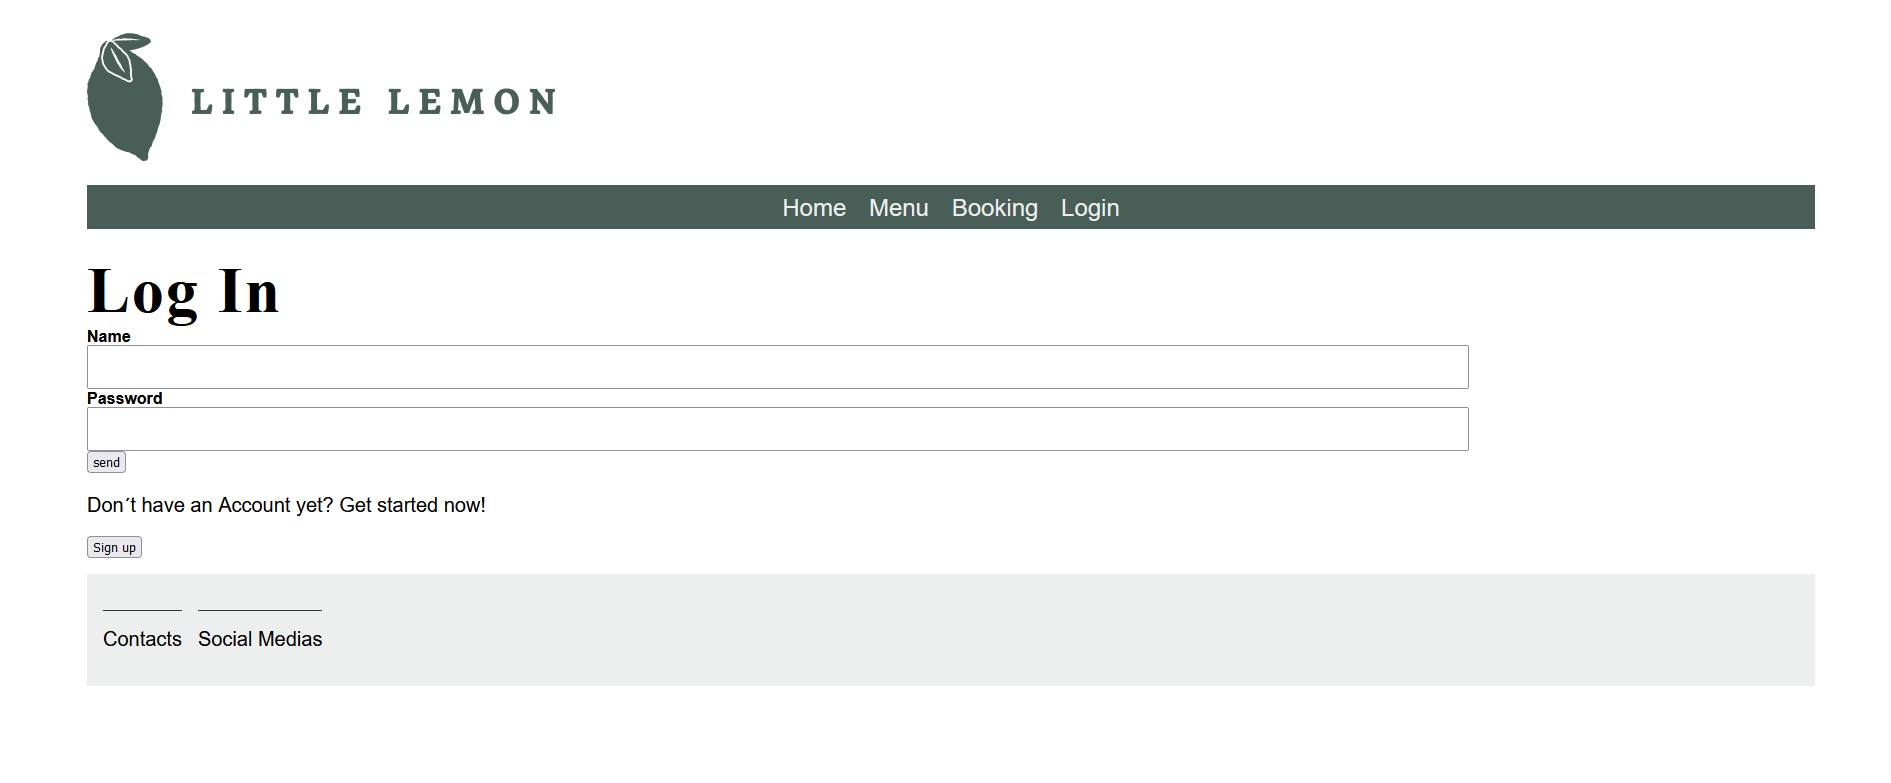 LITTLE LEMON
Home Menu Booking Login
Log In
Name
Password
send
Don´t have an Account yet? Get started now!
Sign up
Contacts Social Medias